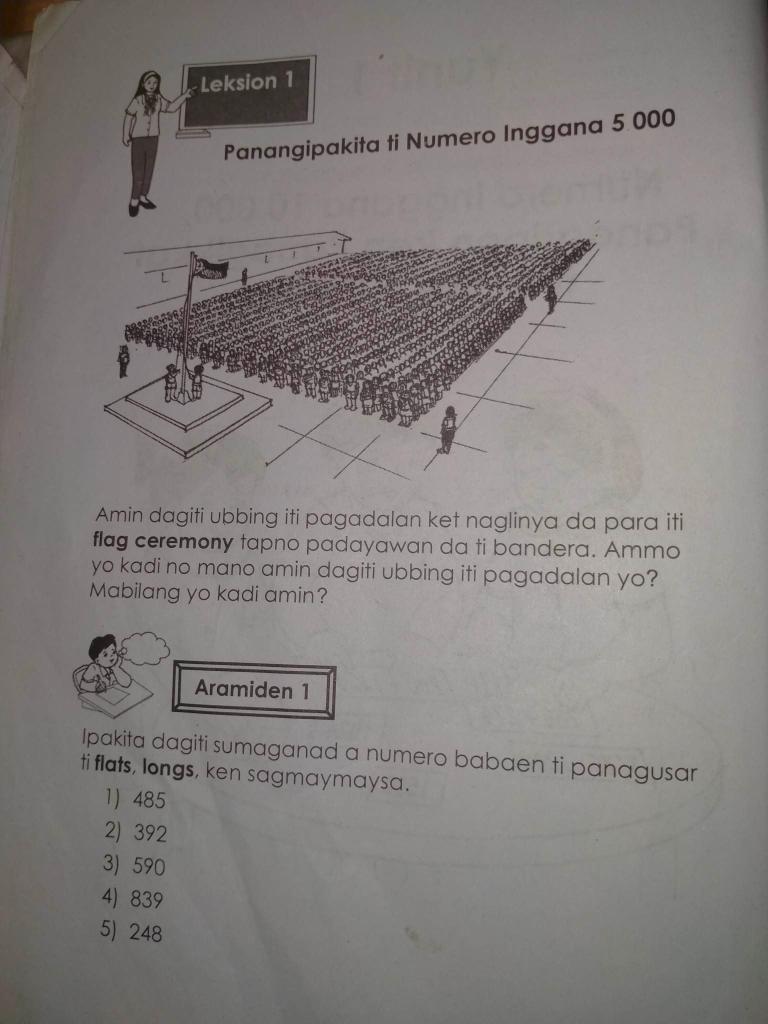 Leksion 1
Panangipakita ti Numero Inggana 5 000
Amin dagiti ubbing iti pagadalan ket naglinya da para iti
flag ceremony tapno padayawan da ti bandera. Ammo
yo kadi no mano amin dagiti ubbing iti pagadalan yo?
Mabilang yo kadi amin?
Aramiden 1
Ipakita dagiti sumaganad a numero babaen ti panagusar
ti flats, longs, ken sagmaymaysa.
1) 485
2) 392
3) 590
4) 839
5) 248